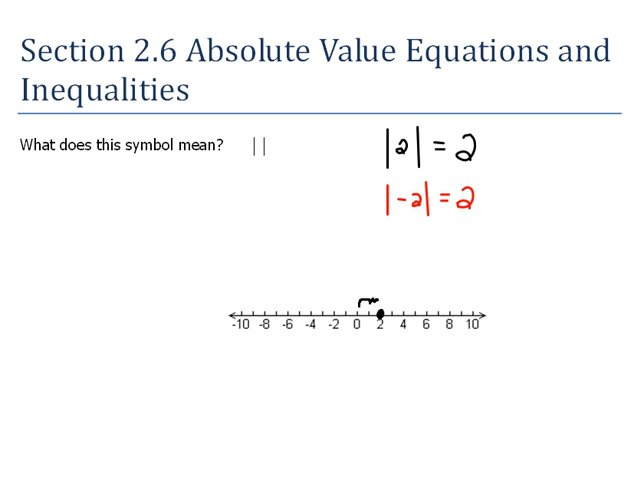 Section 2.6 Absolute Value Equations and
Inequalities
What does this symbol mean? | | |2| = 2
|-2| = 2
-10 -8 -6 -4 -2 0 2 4 6 8 10